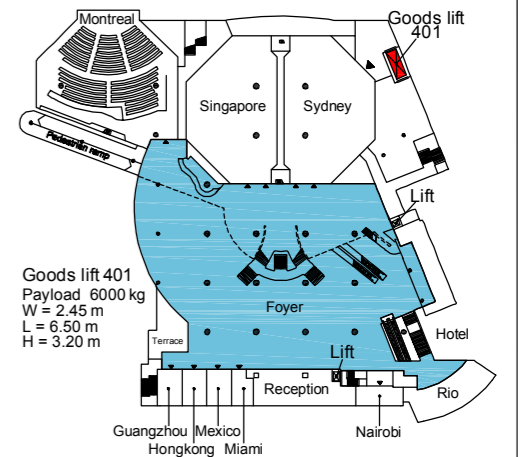 Montreal
Goods lift
401
Singapore
Sydney
Pedestrian ramp
Lift
Goods lift 401
Payload 6000 kg
W = 2.45 m
L = 6.50 m
H = 3.20 m
Foyer
Terrace
Hotel
Lift
Reception
Rio
Guangzhou
Mexico
Nairobi
Hongkong
Miami